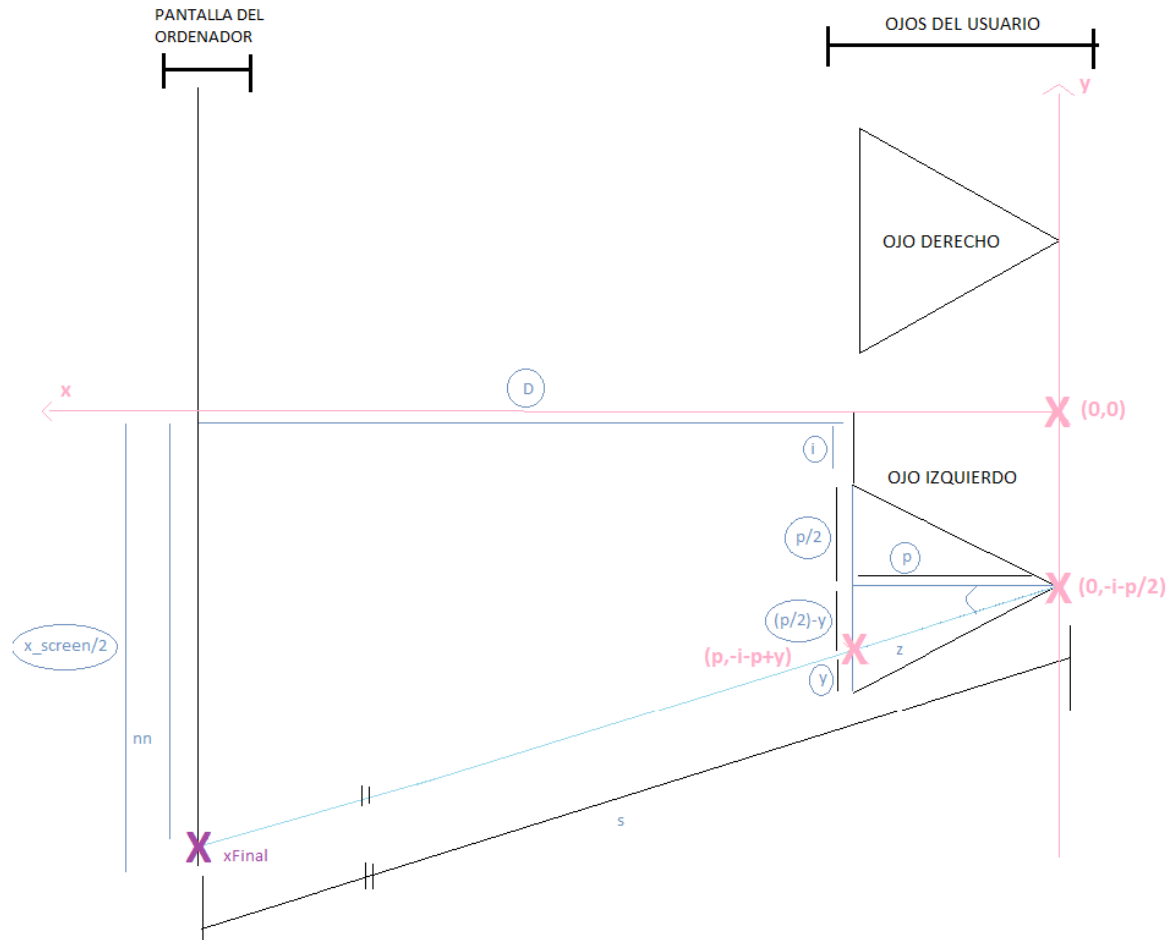 PANTALLA DEL
ORDENADOR
OJOS DEL USUARIO
y
OJO DERECHO
x
D
(0,0)
i
OJO IZQUIERDO
p/2
p
(0,-i-p/2)
(p/2)-y
x_screen/2
(p,-i-p+y)
z
y
nn
s
xFinal